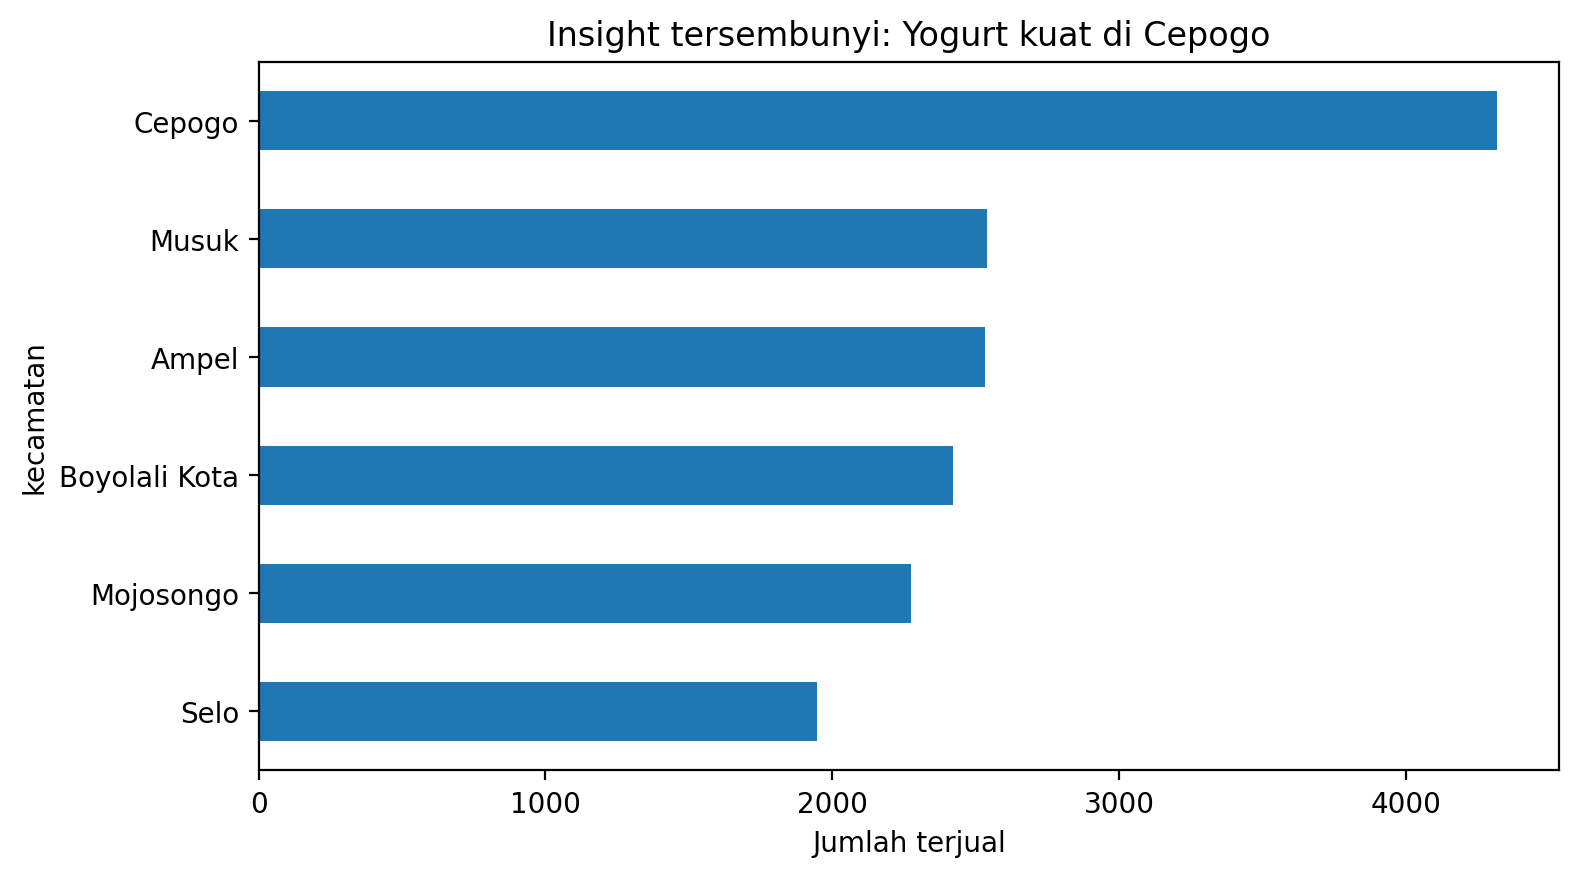 Insight tersembunyi: Yogurt kuat di Cepogo
kecamatan
Cepogo
Musuk
Ampel
Boyolali Kota
Mojosongo
Selo
0 1000 2000 3000 4000
Jumlah terjual